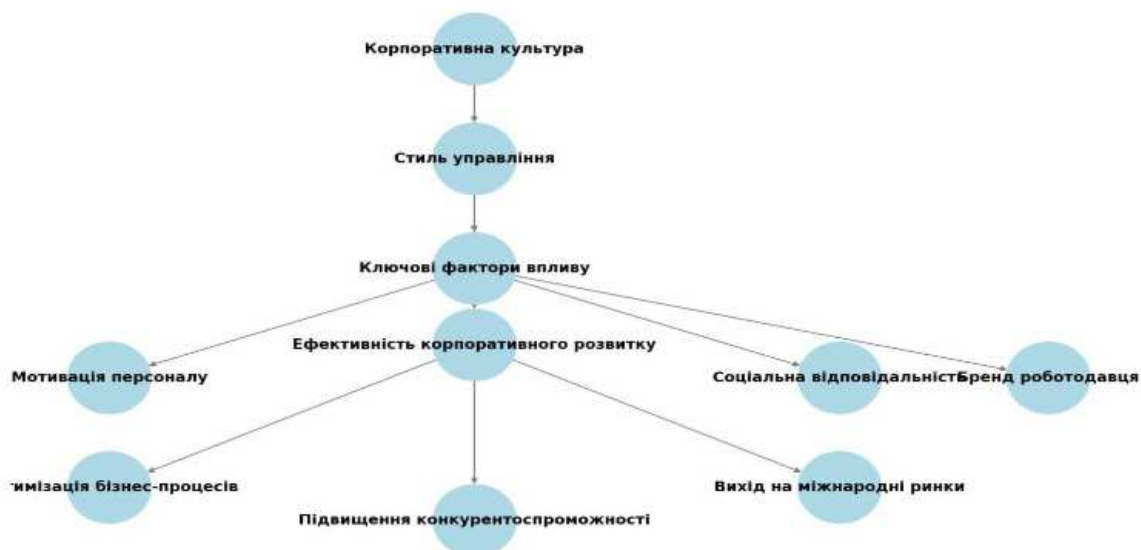 Корпоративна культура
Стиль управління
Ключові фактори впливу
Ефективність корпоративного розвитку
Мотивація персоналу
Соціальна відповідальність
Бренд роботодавця
бізнес-процесів
Вихід на міжнародні ринки
Підвищення конкурентоспроможності